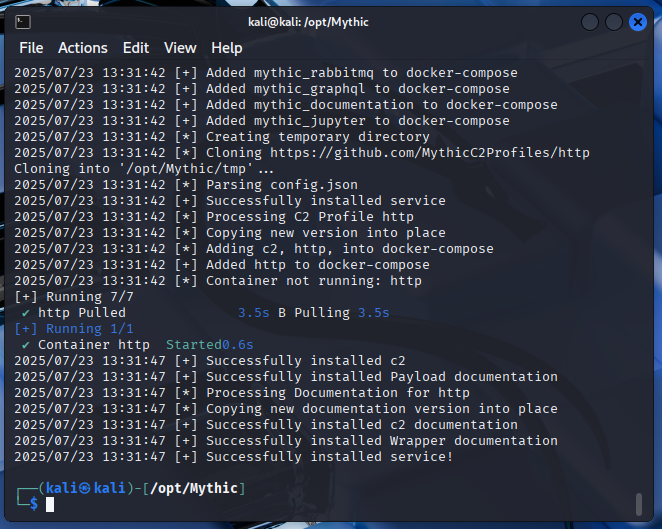 kali@kali: /opt/Mythic
File Actions Edit View Help
2025/07/23 13:31:42 [+] Added mythic_rabbitmq to docker-compose
2025/07/23 13:31:42 [+] Added mythic_graphql to docker-compose
2025/07/23 13:31:42 [+] Added mythic_documentation to docker-compose
2025/07/23 13:31:42 [+] Added mythic_jupyter to docker-compose
2025/07/23 13:31:42 [*] Creating temporary directory
2025/07/23 13:31:42 [*] Cloning https://github.com/MythicC2Profiles/http
Cloning into '/opt/Mythic/tmp'...
2025/07/23 13:31:42 [*] Parsing config.json
2025/07/23 13:31:42 [+] Successfully installed service
2025/07/23 13:31:42 [*] Processing C2 Profile http
2025/07/23 13:31:42 [*] Copying new version into place
2025/07/23 13:31:42 [*] Adding c2, http, into docker-compose
2025/07/23 13:31:42 [+] Added http to docker-compose
2025/07/23 13:31:42 [*] Container not running: http
[+] Running 7/7
✔ http Pulled 3.5s B Pulling 3.5s
[+] Running 1/1
✔ Container http Started0.6s
2025/07/23 13:31:47 [+] Successfully installed c2
2025/07/23 13:31:47 [+] Successfully installed Payload documentation
2025/07/23 13:31:47 [*] Processing Documentation for http
2025/07/23 13:31:47 [*] Copying new documentation version into place
2025/07/23 13:31:47 [+] Successfully installed c2 documentation
2025/07/23 13:31:47 [+] Successfully installed Wrapper documentation
2025/07/23 13:31:47 [+] Successfully installed service!
┌──(kali㉿kali)-[/opt/Mythic]
└─$